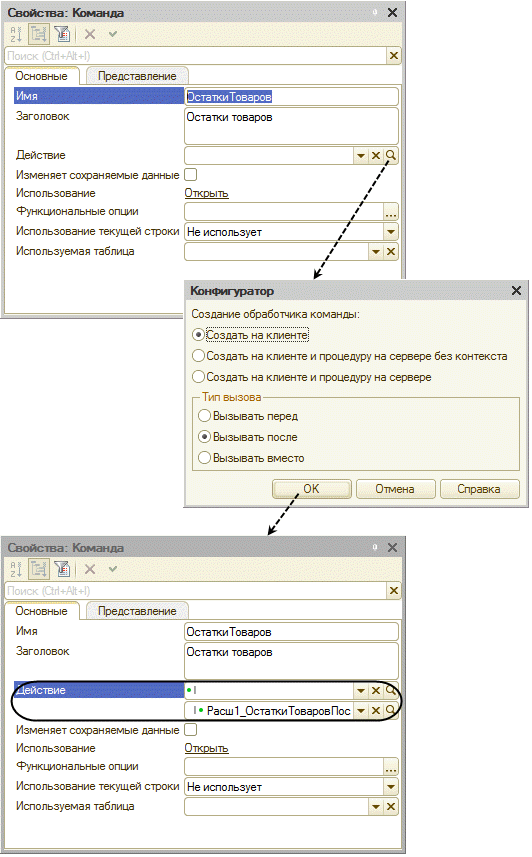 Свойства: Команда
Поиск (Ctrl+Alt+I)
Основные Представление
Имя ОстаткиТоваров
Заголовок Остатки товаров
Действие
Изменяет сохраняемые данные
Использование Открыть
Функциональные опции ...
Использование текущей строки Не использует
Используемая таблица
Конфигуратор
Создание обработчика команды:
Создать на клиенте
Создать на клиенте и процедуру на сервере без контекста
Создать на клиенте и процедуру на сервере
Тип вызова
Вызывать перед
Вызывать после
Вызывать вместо
OK Отмена Справка
Свойства: Команда
Поиск (Ctrl+Alt+I)
Основные Представление
Имя ОстаткиТоваров
Заголовок Остатки товаров
Действие
Расш1_ОстаткиТоваровПос
Изменяет сохраняемые данные
Использование Открыть
Функциональные опции ...
Использование текущей строки Не использует
Используемая таблица